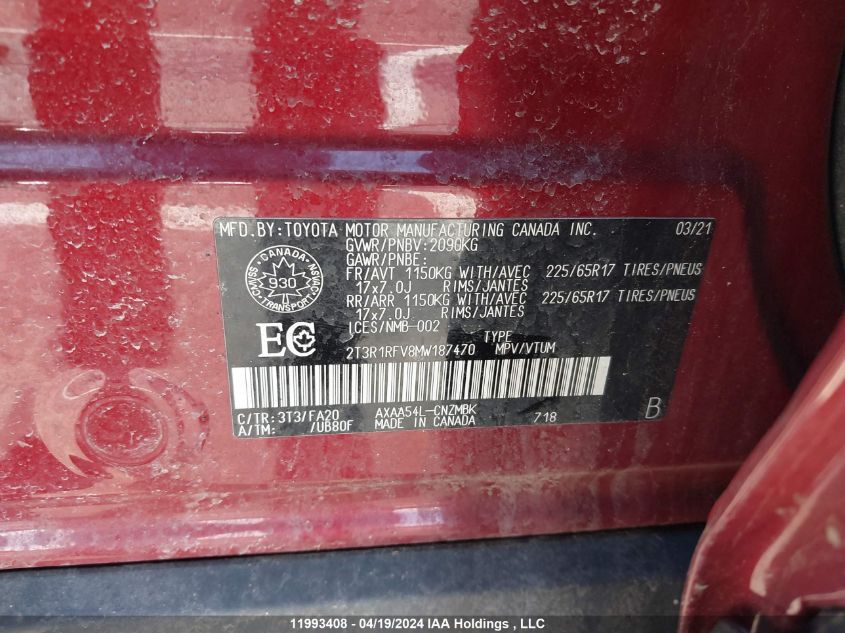 MFD.BY:TOYOTA MOTOR MANUFACTURING CANADA INC. 03/21
GVWR/PNBV:2090KG
GAWR/PNBE:
FR/AVT 1150KG WITH/AVEC 225/65R17 TIRES/PNEUS
17x7.0J RIMS/JANTES
RR/ARR 1150KG WITH/AVEC 225/65R17 TIRES/PNEUS
17x7.0J RIMS/JANTES
ICES/NMB-002
CANADA
CMVSS
NSVAC
930
TRANSPORT
EC
TYPE
2T3R1RFV8MW187470 MPV/VTUM
C/TR:3T3/FA20 AXAA54L-CNZMBK
A/TM: /UB80F MADE IN CANADA 718 B
11993408 - 04/19/2024 IAA Holdings , LLC